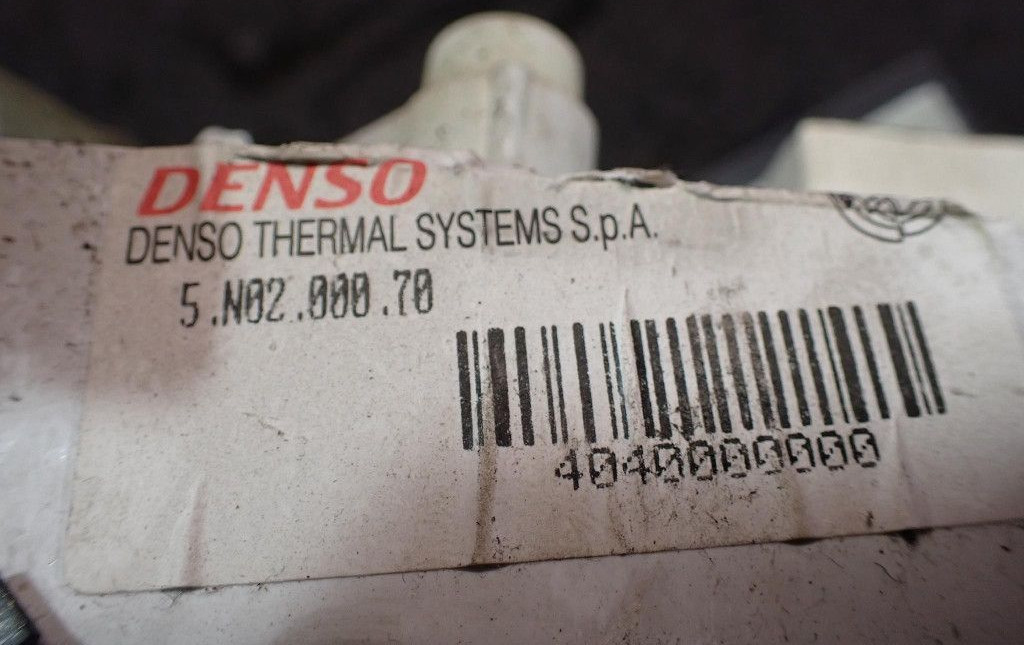 DENSO
DENSO THERMAL SYSTEMS S.p.A.
5.N02.000.70
4040000000